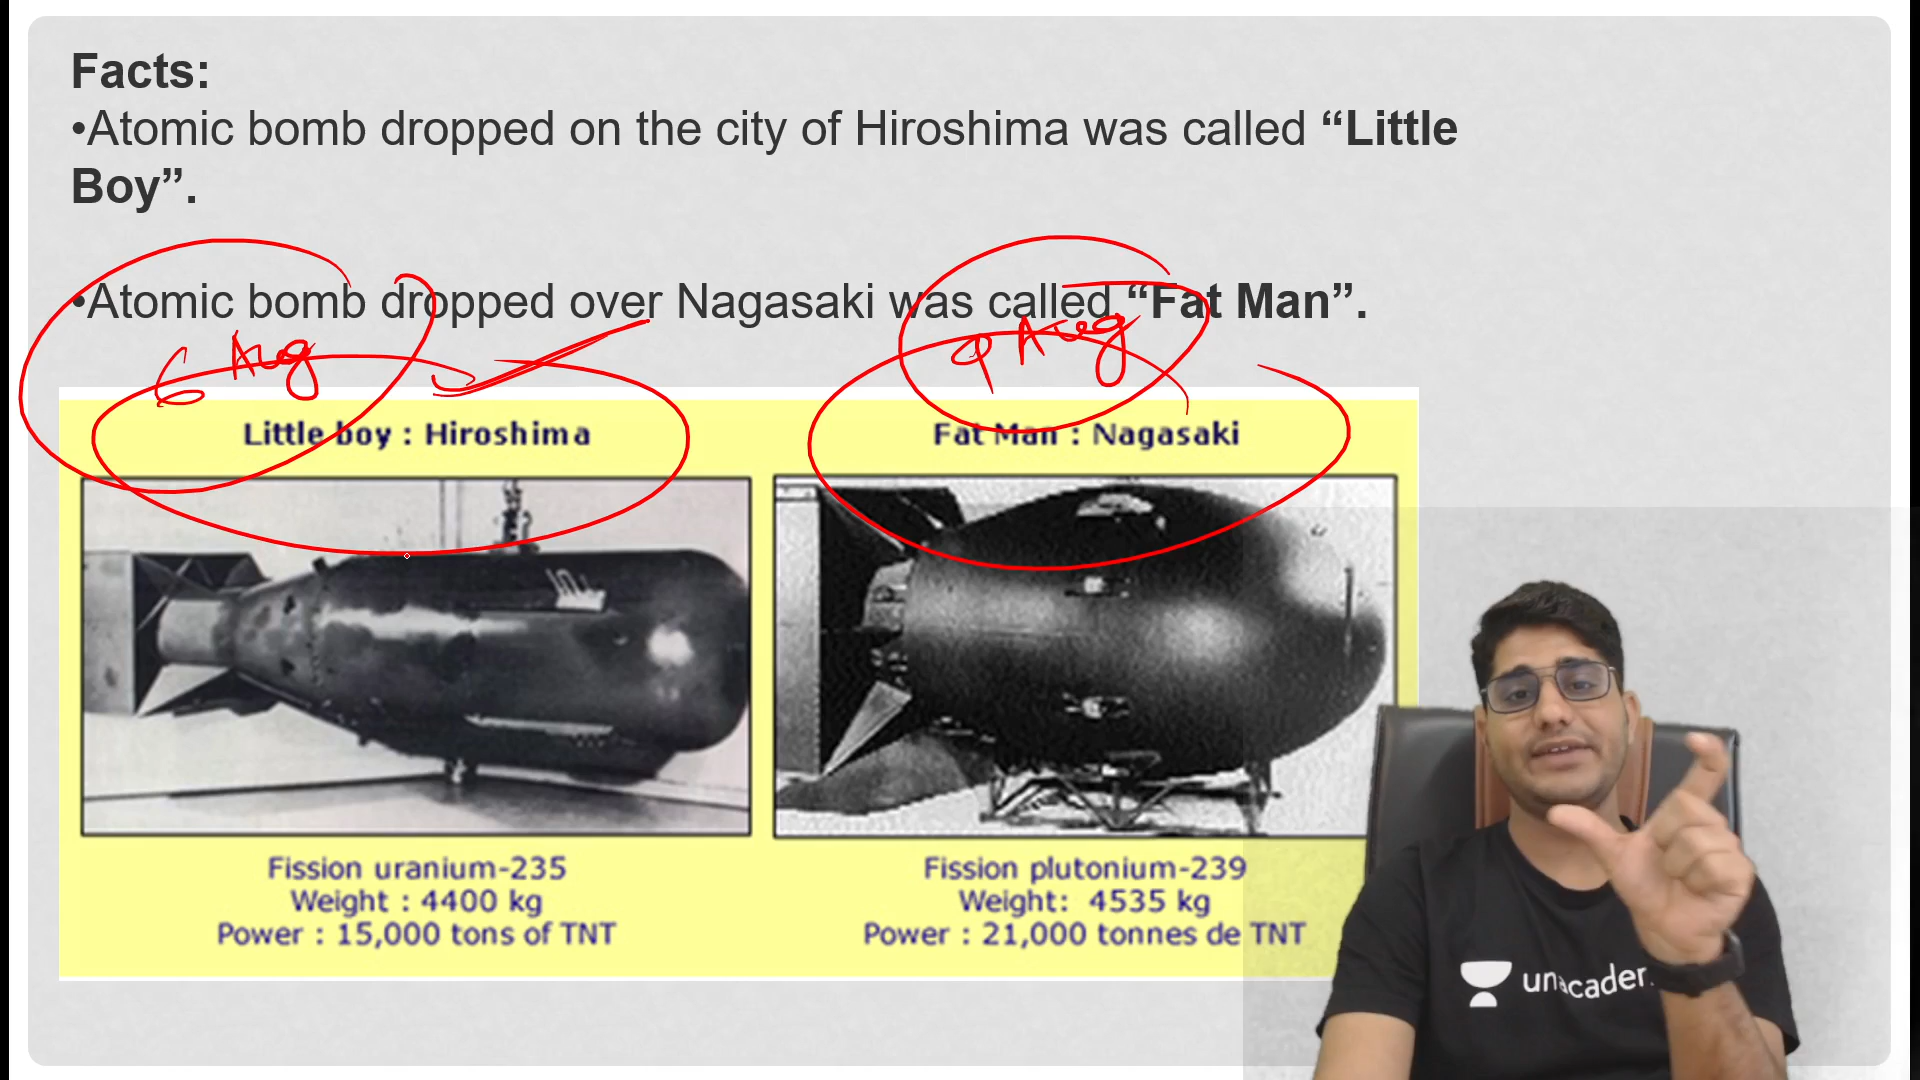 Facts:
•Atomic bomb dropped on the city of Hiroshima was called “Little
Boy”.
•Atomic bomb dropped over Nagasaki was called “Fat Man”.
6 Aug
9 Aug
Little boy : Hiroshima
Fat Man : Nagasaki
Fission uranium-235
Weight : 4400 kg
Power : 15,000 tons of TNT
Fission plutonium-239
Weight: 4535 kg
Power : 21,000 tonnes de TNT
unacader